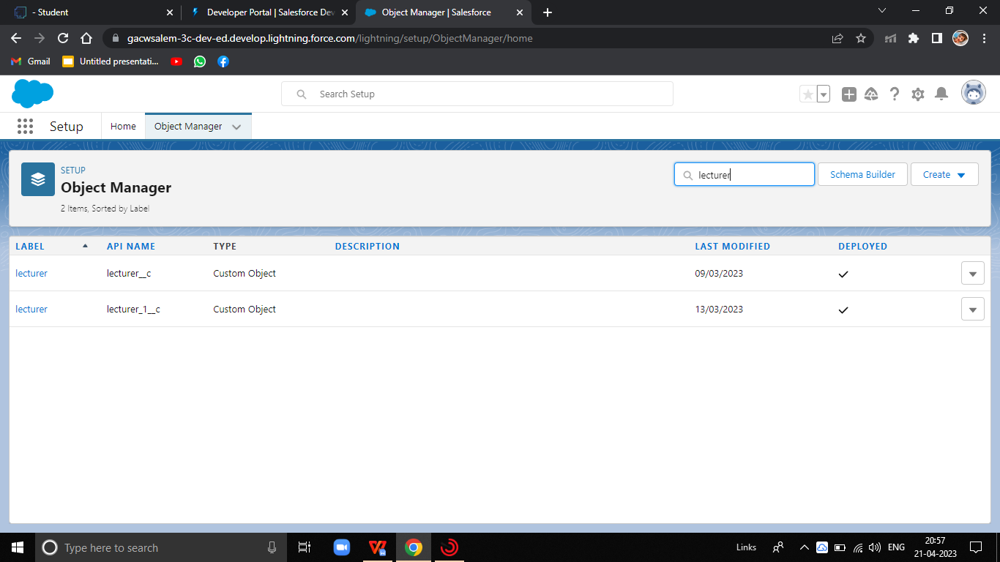 - Student
Developer Portal | Salesforce Dev
Object Manager | Salesforce
gacwsalem-3c-dev-ed.develop.lightning.force.com/lightning/setup/ObjectManager/home
Gmail
Untitled presentati...
Search Setup
Setup
Home
Object Manager
SETUP
Object Manager
2 Items, Sorted by Label
lecturer
Schema Builder
Create
LABEL API NAME TYPE DESCRIPTION LAST MODIFIED DEPLOYED
lecturer lecturer__c Custom Object 09/03/2023
lecturer lecturer_1__c Custom Object 13/03/2023
Type here to search
Links
ENG
20:57
21-04-2023